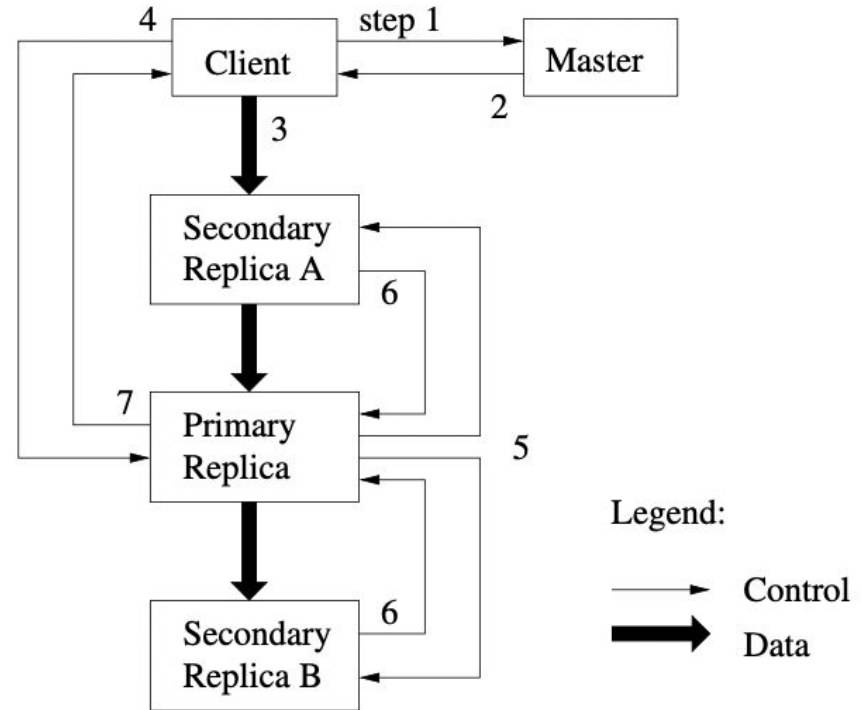 4
step 1
Client
Master
2
3
Secondary
Replica A
6
7
Primary
Replica
5
Legend:
Control
6
Secondary
Replica B
Data